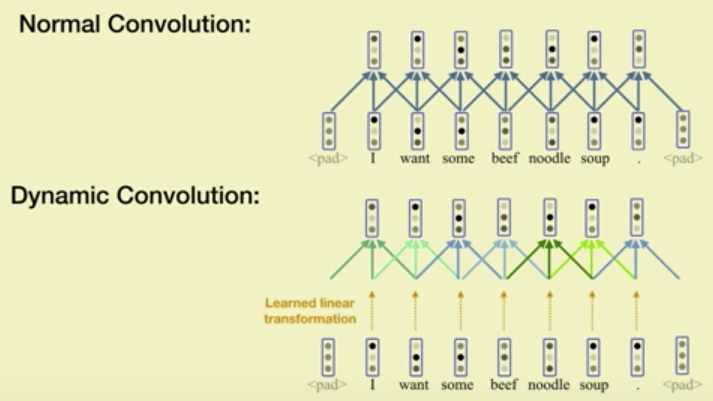 Normal Convolution:
<pad> I want some beef noodle soup . <pad>
Dynamic Convolution:
Learned linear
transformation
<pad> I want some beef noodle soup . <pad>